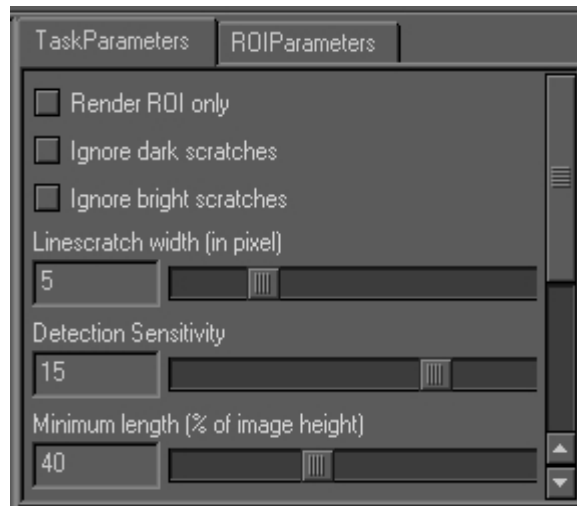 TaskParameters ROIParameters
Render ROI only
Ignore dark scratches
Ignore bright scratches
Linescratch width (in pixel)
5
Detection Sensitivity
15
Minimum length (% of image height)
40